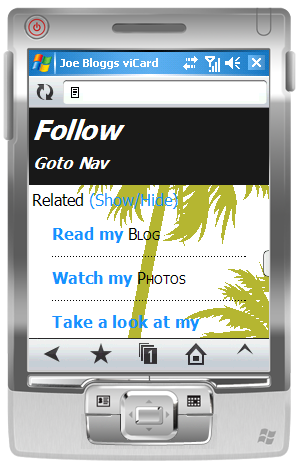 Joe Bloggs viCard
Follow
Goto Nav
Related (Show/Hide)
Read my Blog
Watch my Photos
Take a look at my
1